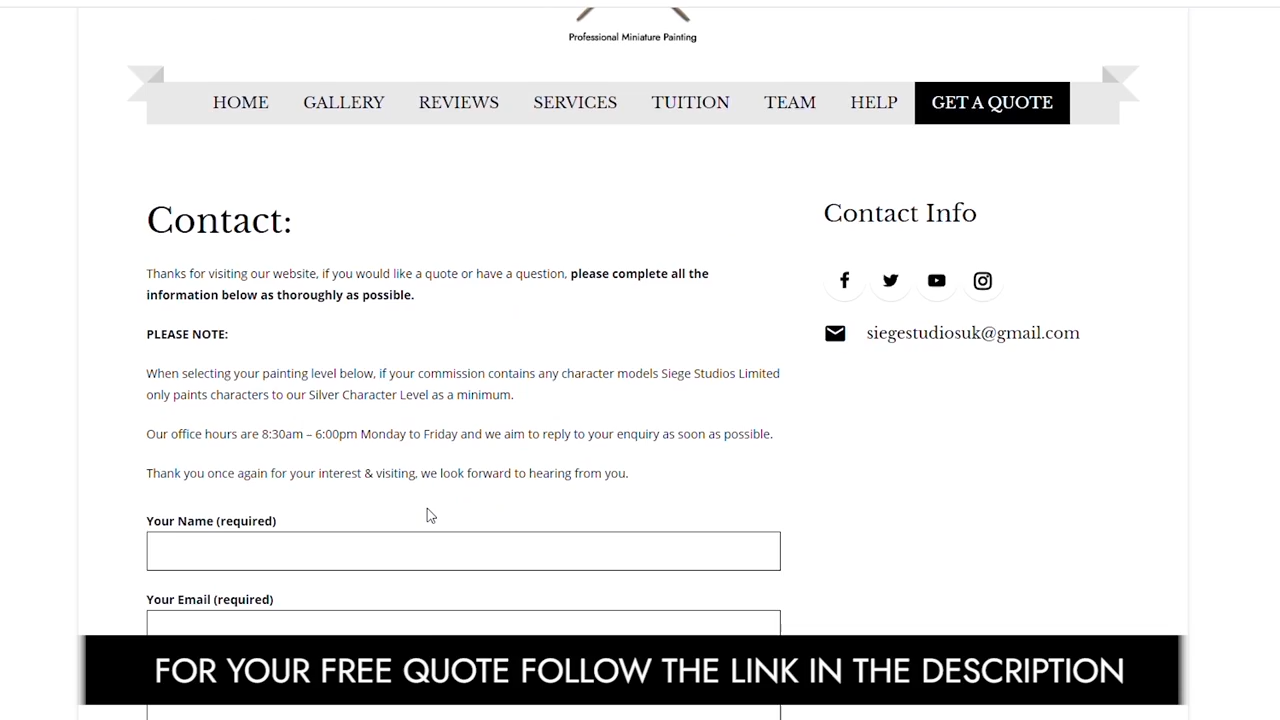 Professional Miniature Painting
HOME GALLERY REVIEWS SERVICES TUITION TEAM HELP GET A QUOTE
Contact:
Thanks for visiting our website, if you would like a quote or have a question, please complete all the
information below as thoroughly as possible.
PLEASE NOTE:
When selecting your painting level below, if your commission contains any character models Siege Studios Limited
only paints characters to our Silver Character Level as a minimum.
Our office hours are 8:30am – 6:00pm Monday to Friday and we aim to reply to your enquiry as soon as possible.
Thank you once again for your interest & visiting, we look forward to hearing from you.
Your Name (required)
Your Email (required)
Contact Info
siegestudiosuk@gmail.com
FOR YOUR FREE QUOTE FOLLOW THE LINK IN THE DESCRIPTION